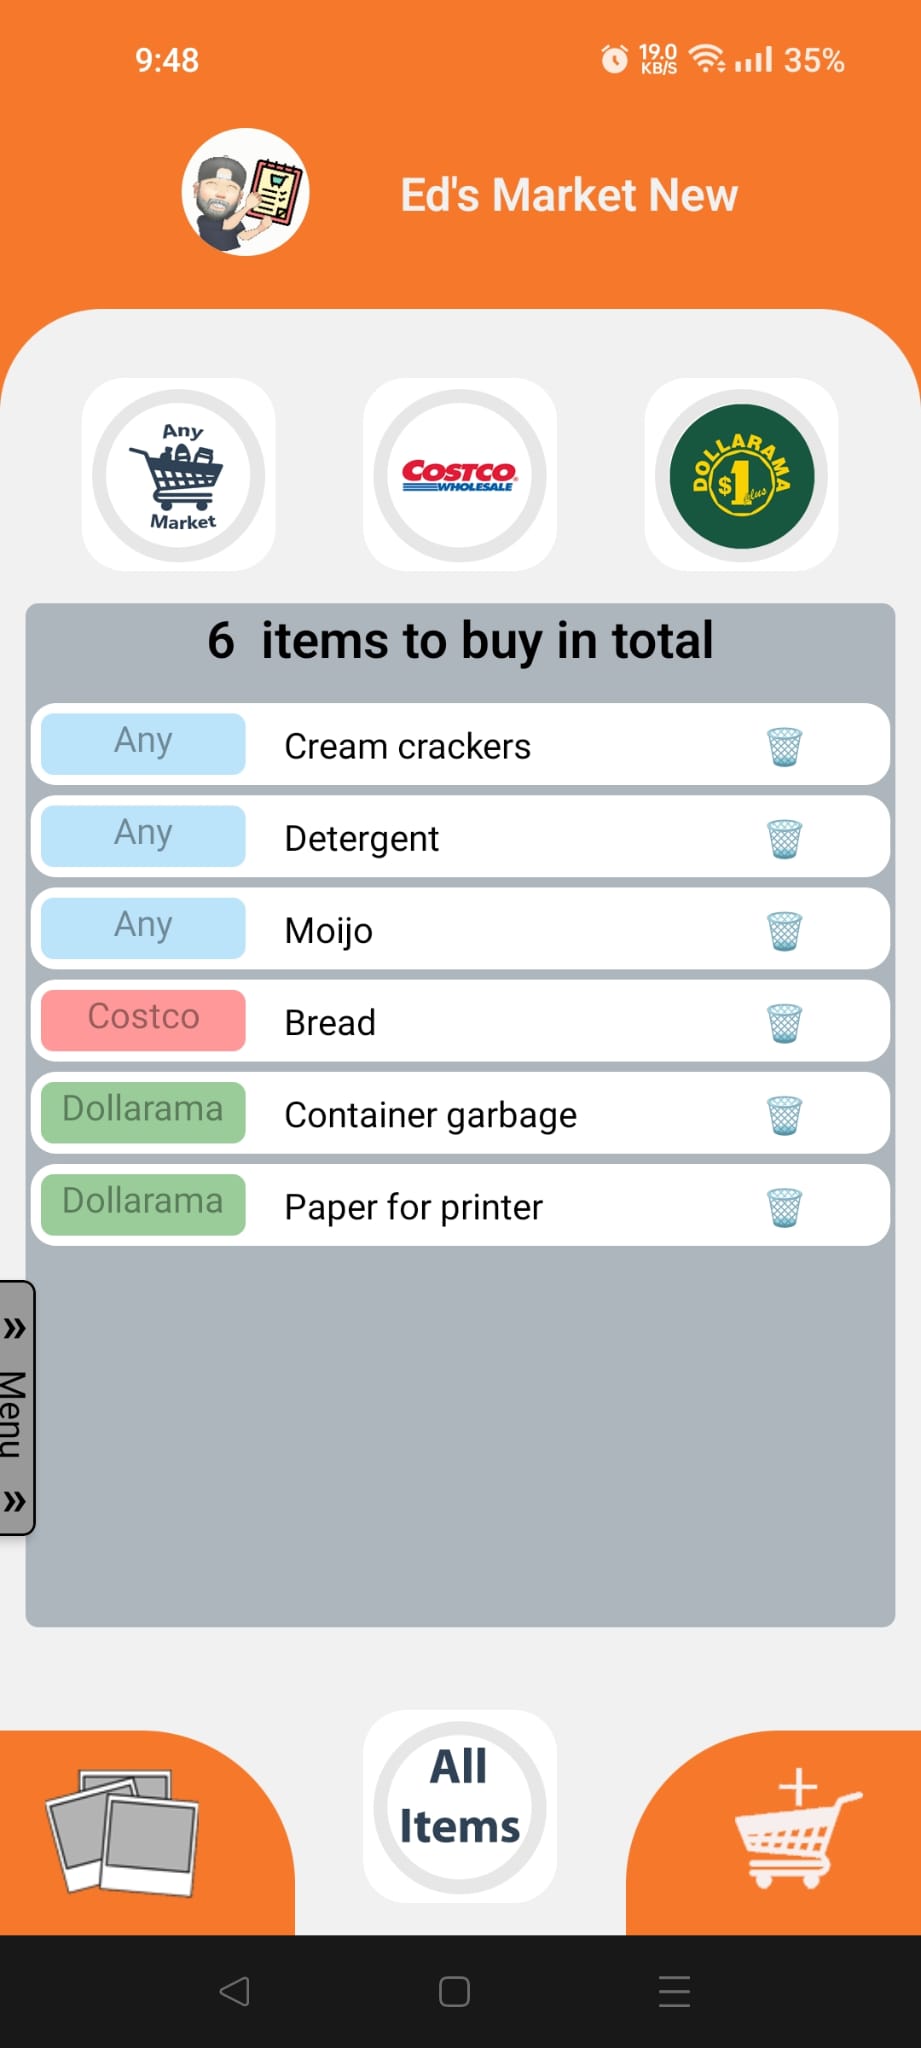 9:48
19.0
KB/S
35%
Ed's Market New
Any
Market
COSTCO
WHOLESALE
DOLLARAMA
$1
plus
6 items to buy in total
Any
Cream crackers
Any
Detergent
Any
Moijo
Costco
Bread
Dollarama
Container garbage
Dollarama
Paper for printer
» Menu »
All
Items